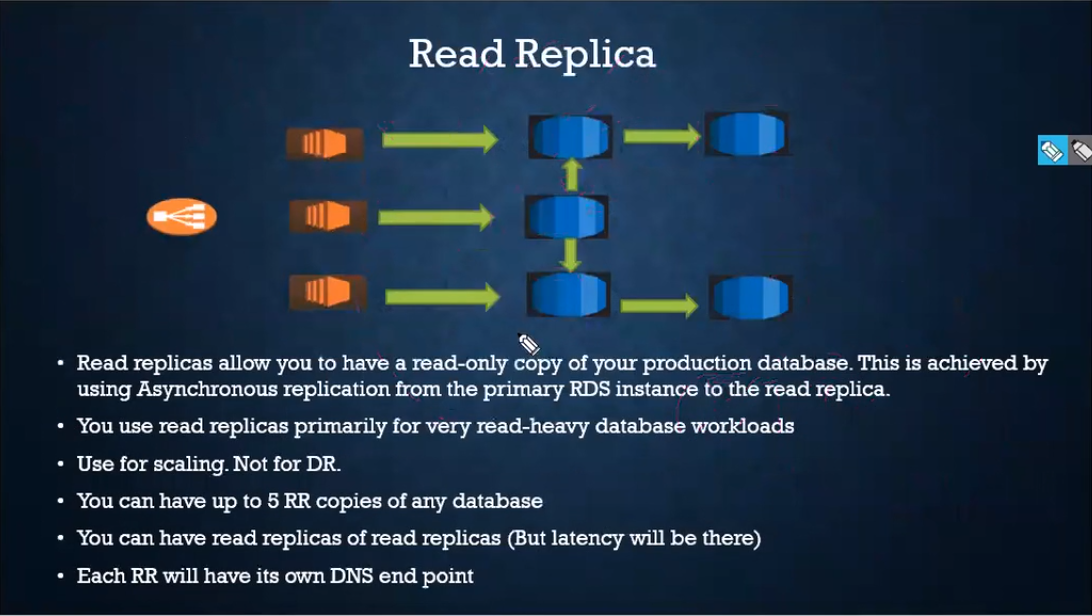 Read Replica
• Read replicas allow you to have a read-only copy of your production database. This is achieved by
using Asynchronous replication from the primary RDS instance to the read replica.
• You use read replicas primarily for very read-heavy database workloads
• Use for scaling. Not for DR.
• You can have up to 5 RR copies of any database
• You can have read replicas of read replicas (But latency will be there)
• Each RR will have its own DNS end point